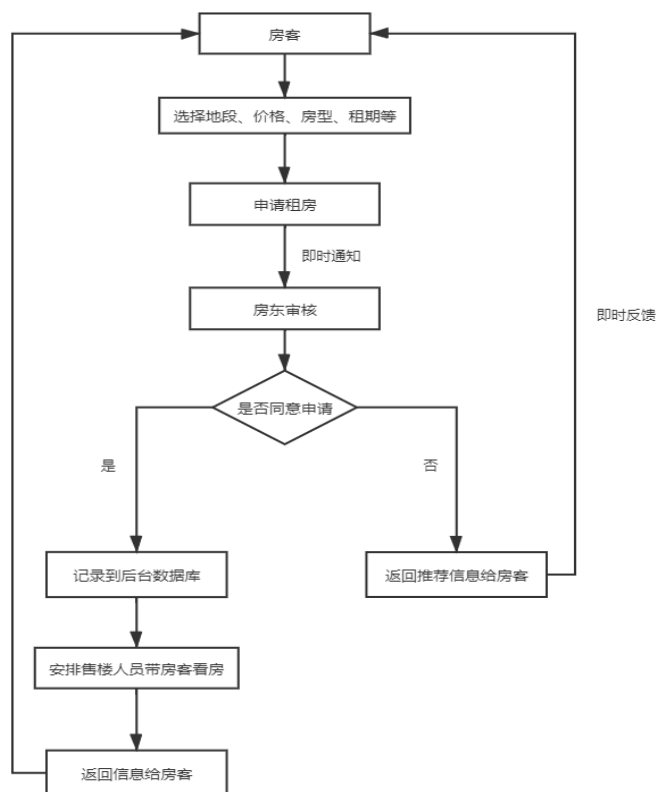 房客
选择地段、价格、房型、租期等
申请租房
即时通知
房东审核
即时反馈
是否同意申请
是
否
记录到后台数据库
返回推荐信息给房客
安排售楼人员带房客看房
返回信息给房客